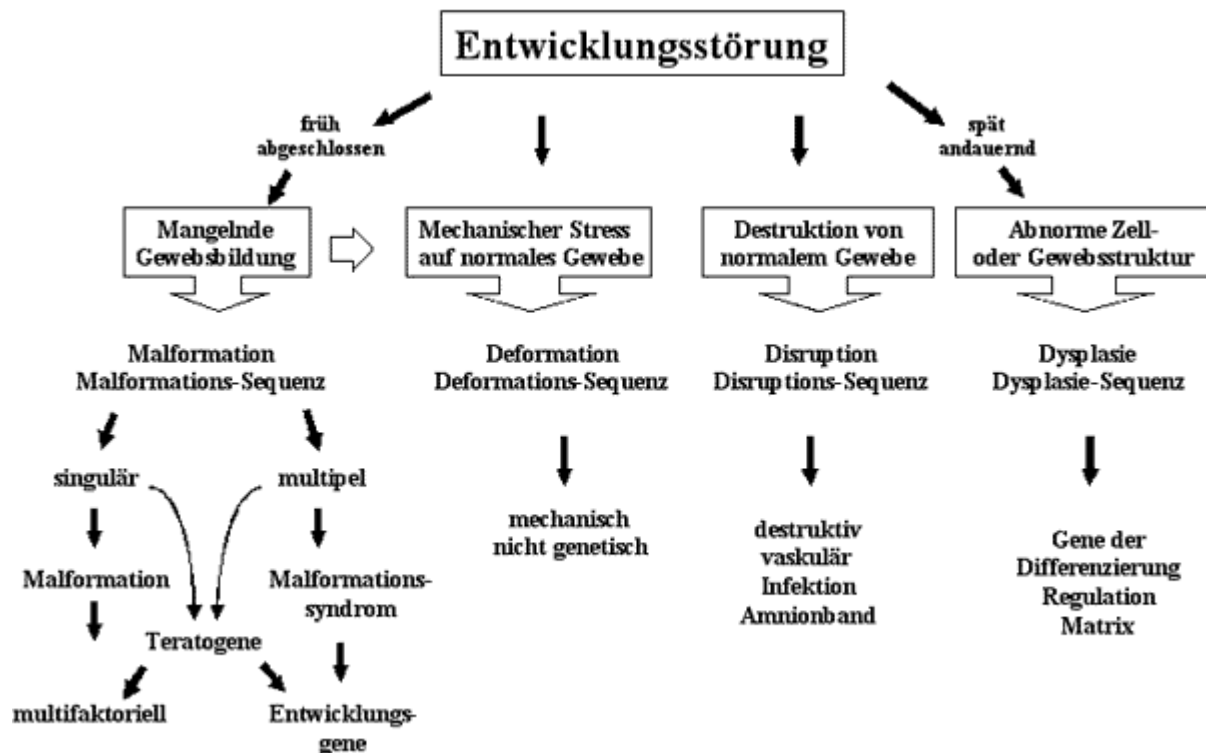 Entwicklungsstörung
früh
abgeschlossen
spät
andauernd
Mangelnde
Gewebsbildung
Mechanischer Stress
auf normales Gewebe
Destruktion von
normalem Gewebe
Abnorme Zell-
oder Gewebsstruktur
Malformation
Malformations-Sequenz
Deformation
Deformations-Sequenz
Disruption
Disruptions-Sequenz
Dysplasie
Dysplasie-Sequenz
singulär
multipel
Malformation
Malformations-
syndrom
Teratogene
multifaktoriell
Entwicklungs-
gene
mechanisch
nicht genetisch
destruktiv
vaskulär
Infektion
Amnionband
Gene der
Differenzierung
Regulation
Matrix